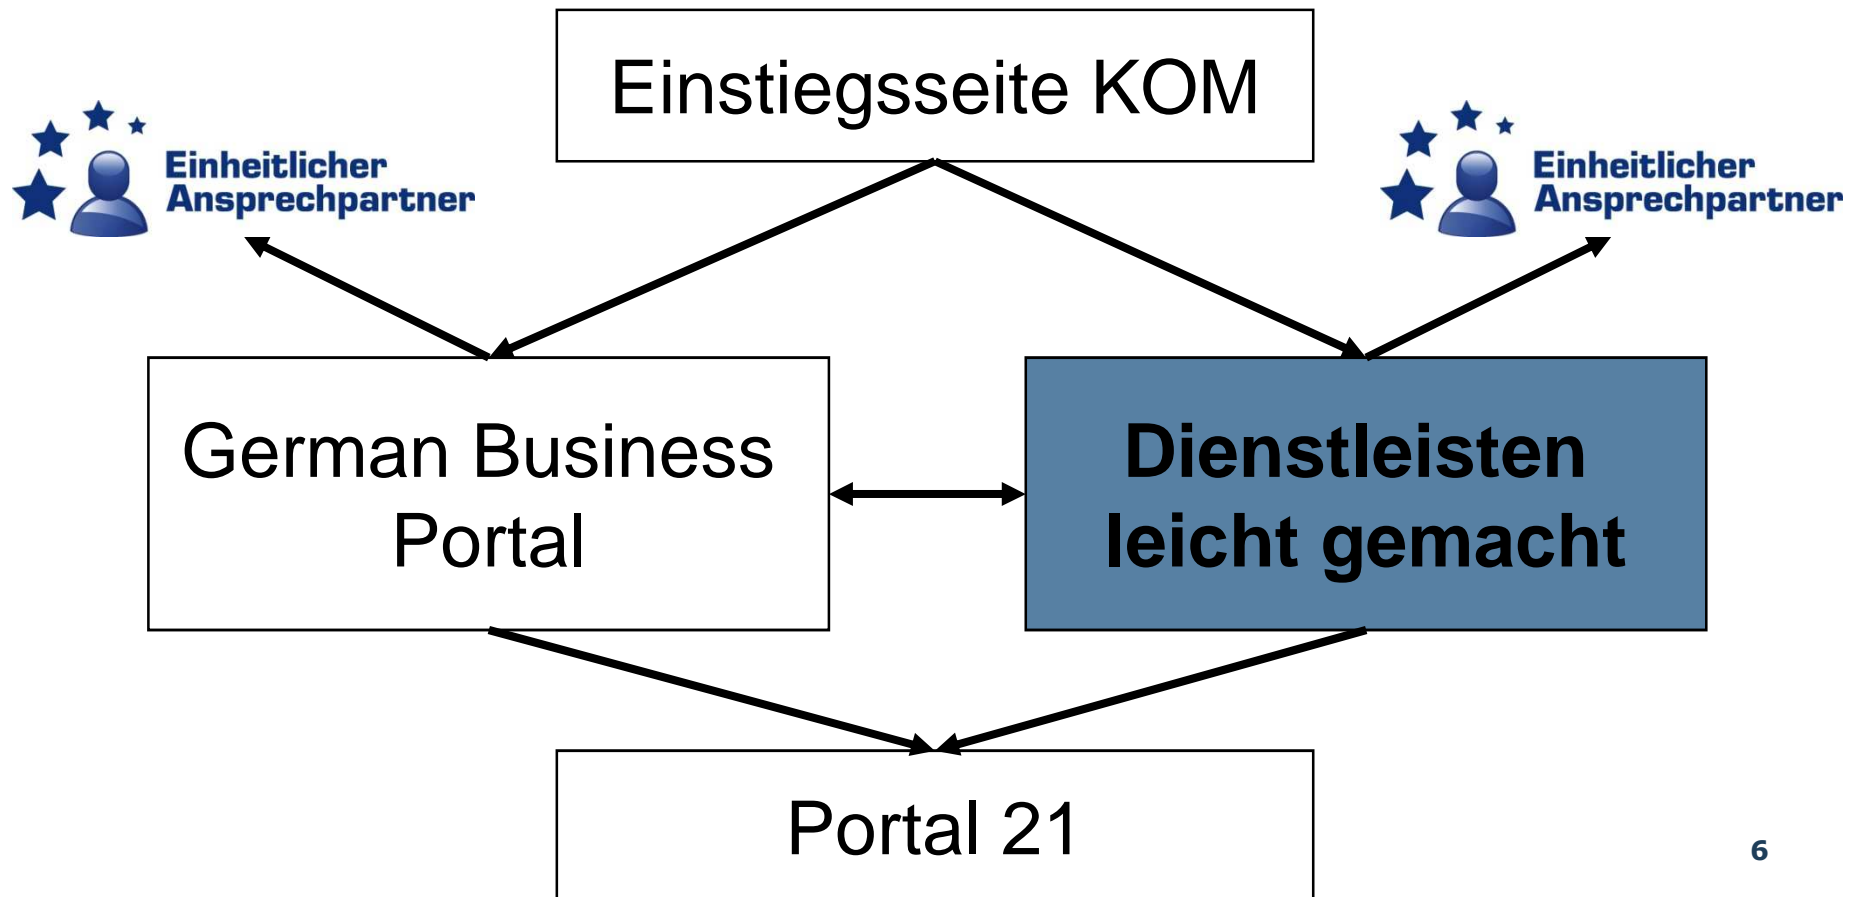 Einstiegsseite KOM
Einheitlicher
Ansprechpartner
Einheitlicher
Ansprechpartner
German Business
Portal
Dienstleisten
leicht gemacht
Portal 21
6